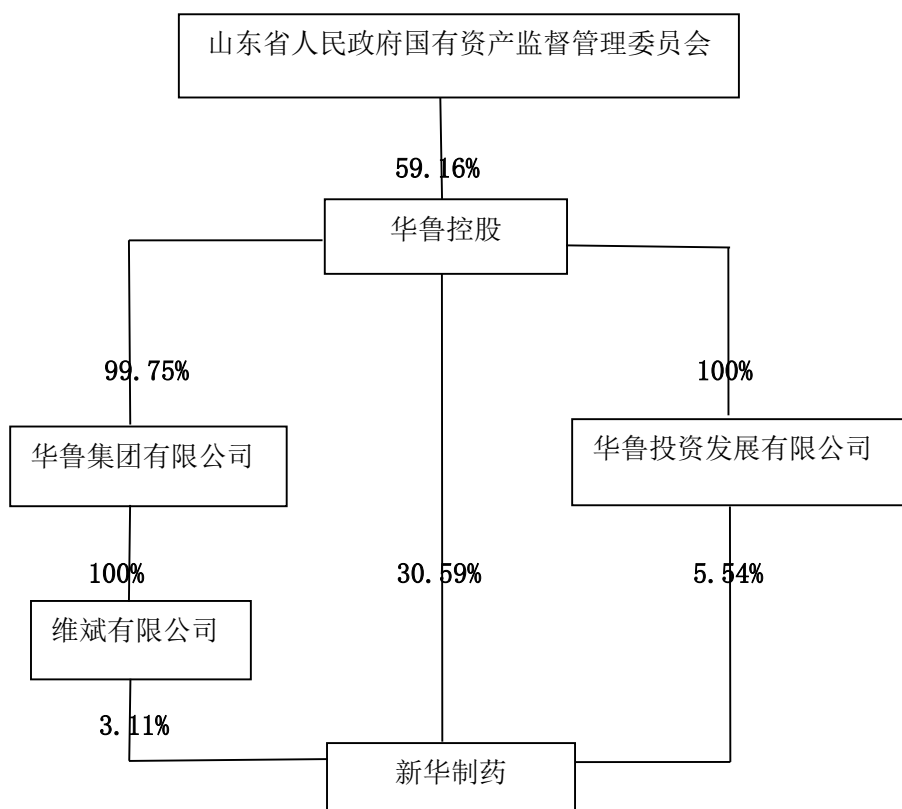 山东省人民政府国有资产监督管理委员会
59.16%
华鲁控股
99.75%
100%
华鲁集团有限公司
华鲁投资发展有限公司
100%
30.59%
5.54%
维斌有限公司
3.11%
新华制药